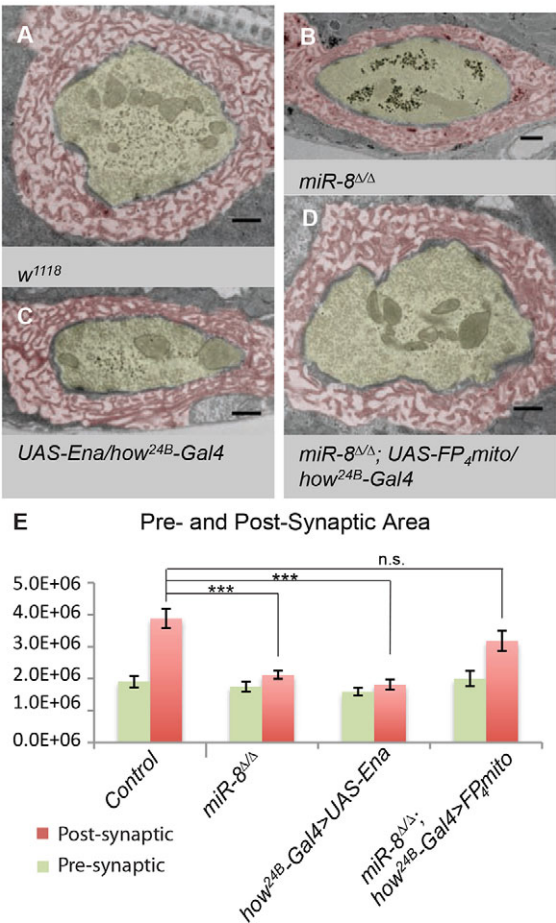 A
B
miR-8Δ/Δ
w1118
D
C
UAS-Ena/how24B-Gal4
miR-8Δ/Δ; UAS-FP4mito/
how24B-Gal4
E
Pre- and Post-Synaptic Area
n.s.
***
***
5.0E+06
4.0E+06
3.0E+06
2.0E+06
1.0E+06
0.0E+06
Control
miR-8Δ/Δ
how24B-Gal4>UAS-Ena
miR-8Δ/Δ;
how24B-Gal4>FP4mito
Post-synaptic
Pre-synaptic